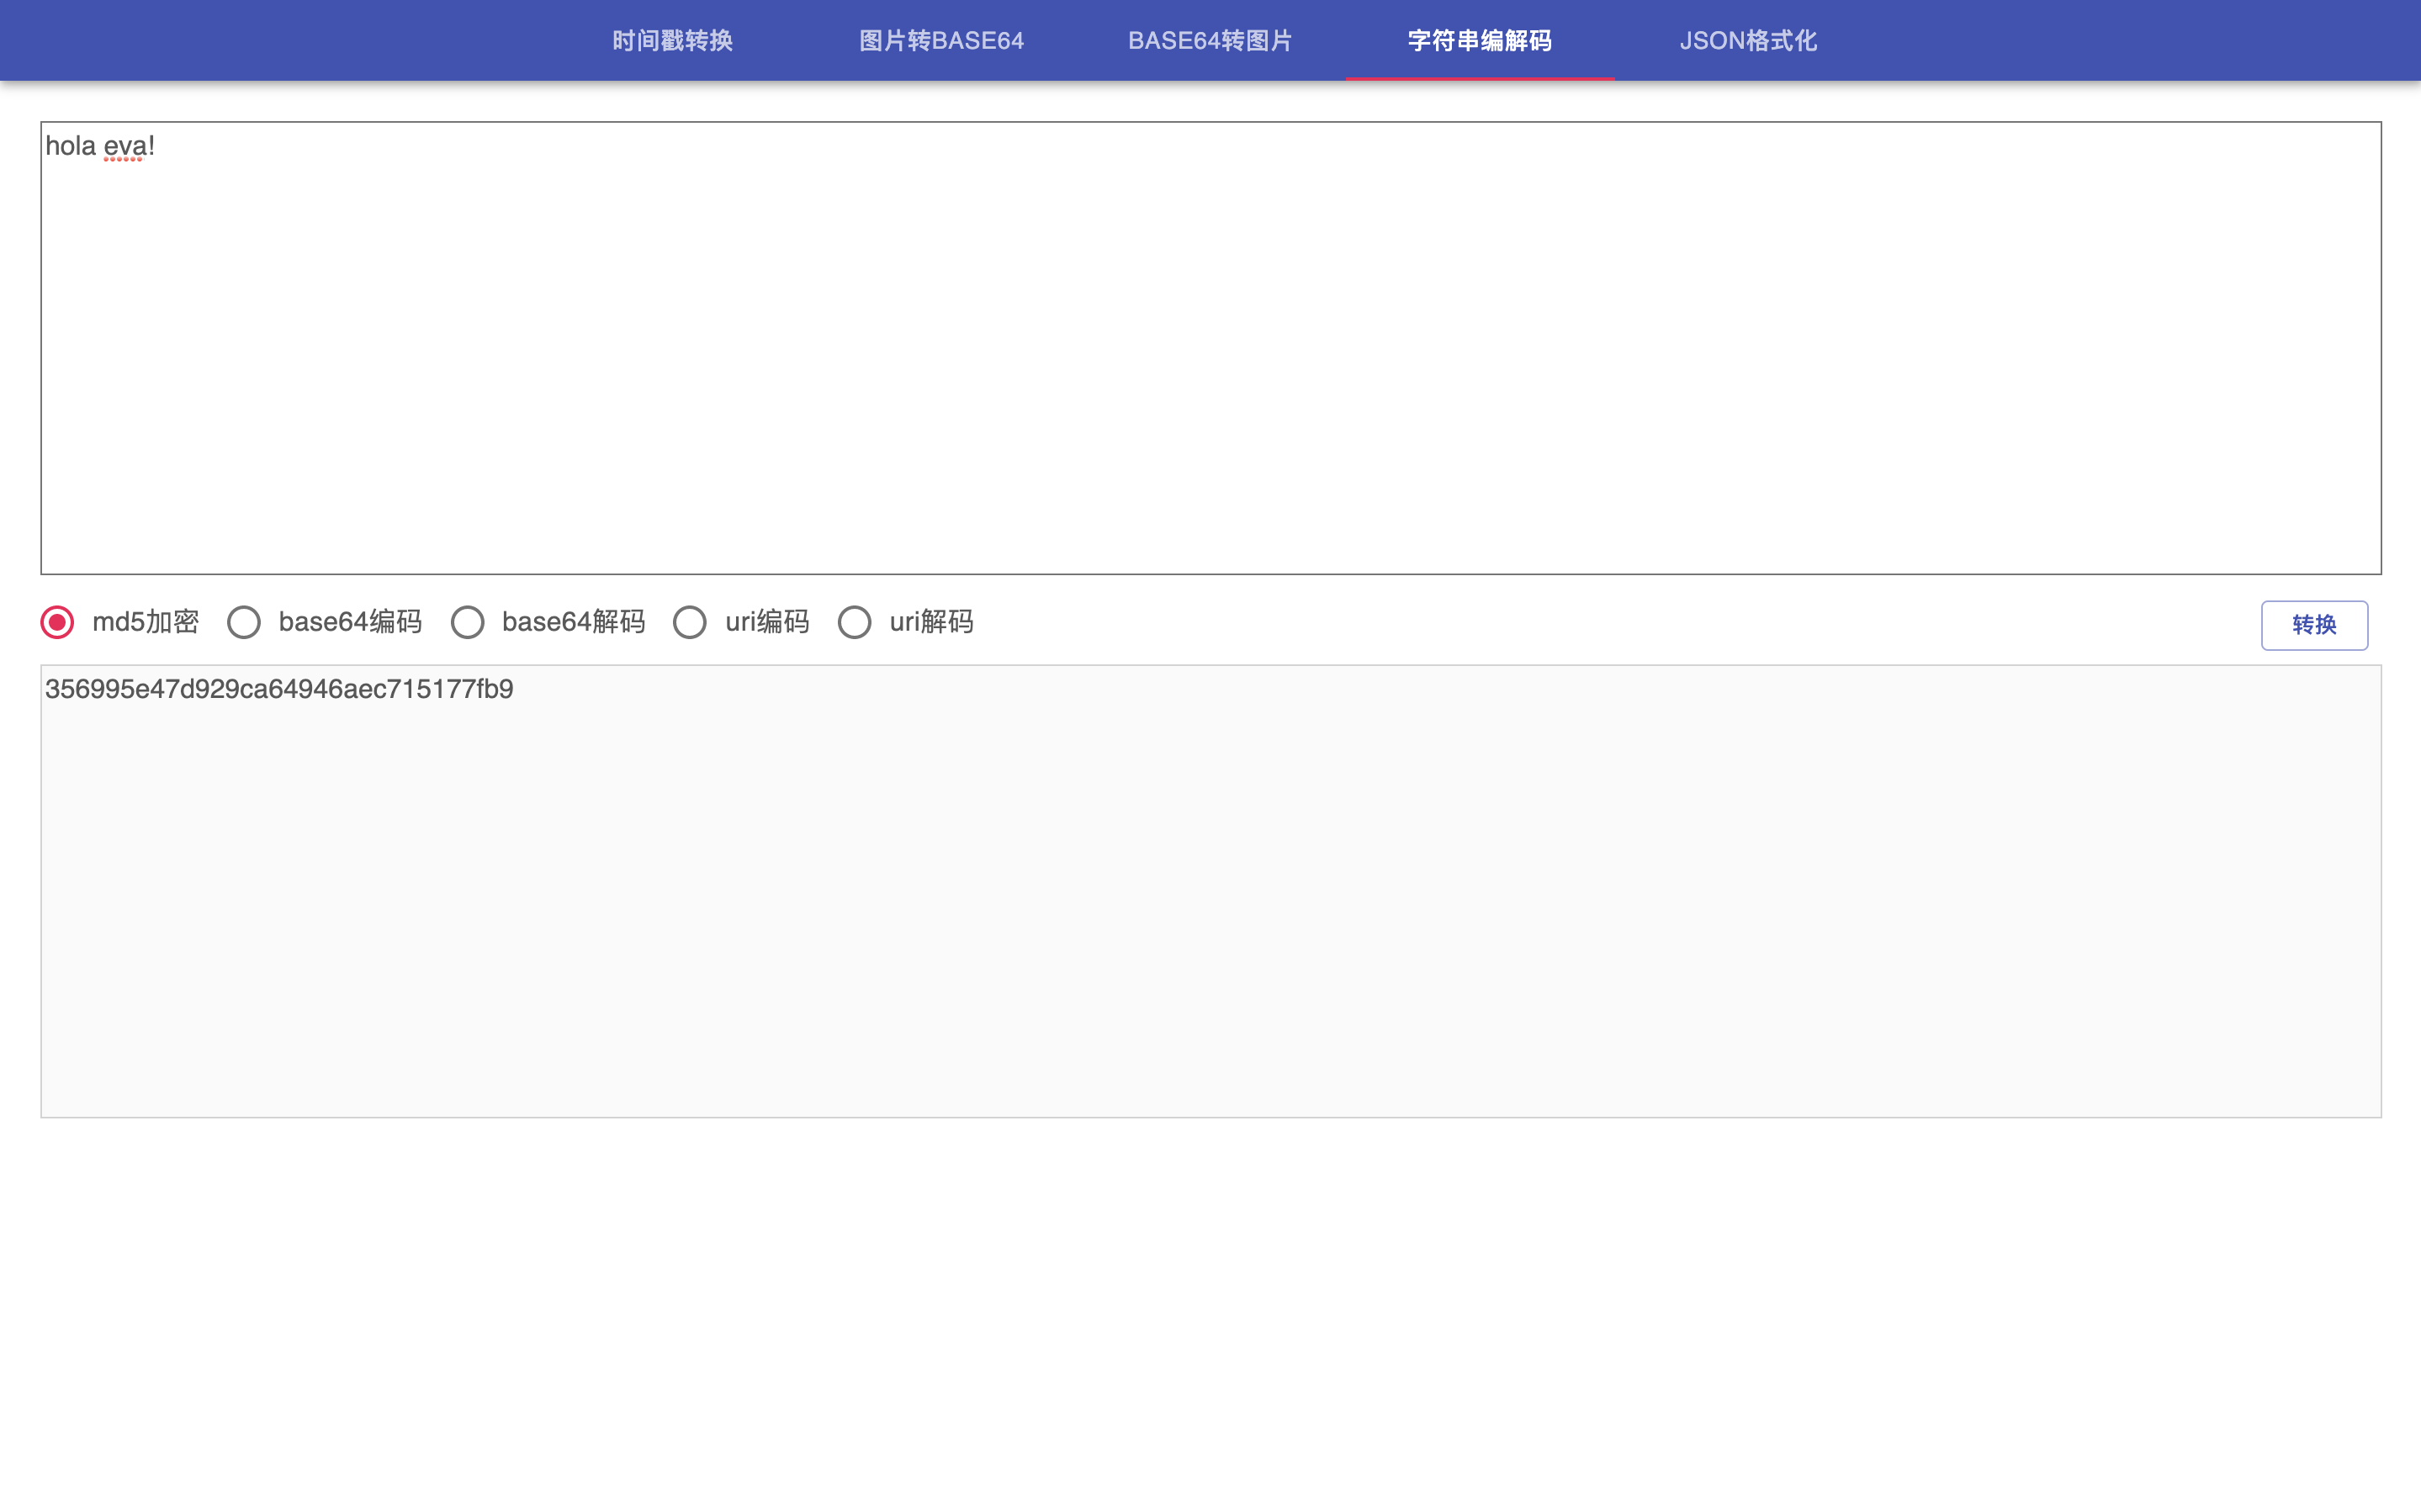 时间戳转换 图片转BASE64 BASE64转图片 字符串编解码 JSON格式化
hola eva!
md5加密 base64编码 base64解码 uri编码 uri解码 转换
356995e47d929ca64946aec715177fb9